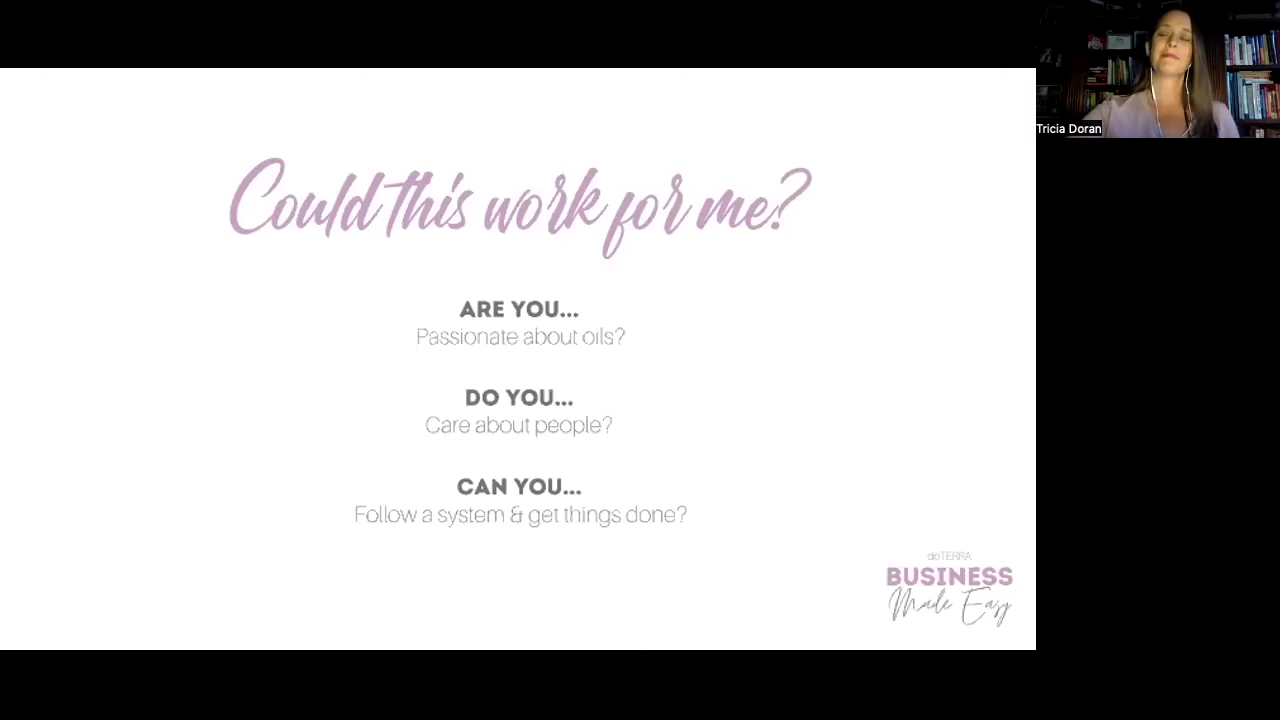 Could this work for me?
ARE YOU...
Passionate about oils?
DO YOU...
Care about people?
CAN YOU...
Follow a system & get things done?
doTERRA
BUSINESS
Made Easy
Tricia Doran